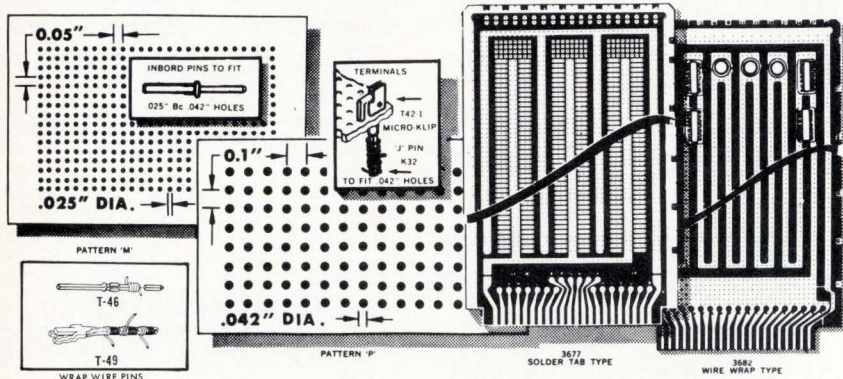 0.05"
INBORD PINS TO FIT
.025" Bc .042" HOLES
.025" DIA.
PATTERN 'M'
TERMINALS
T42-1
MICRO-KLIP
'J' PIN
K32
TO FIT .042" HOLES
0.1"
.042" DIA.
PATTERN 'P'
T-46
T-49
WRAP WIRE PINS
3677
SOLDER TAB TYPE
3682
WIRE WRAP TYPE